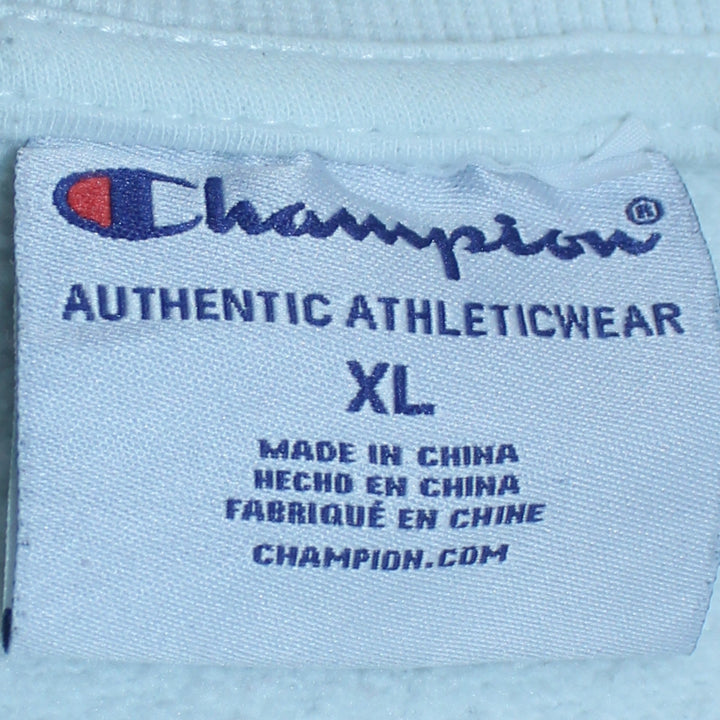 Champion®
AUTHENTIC ATHLETICWEAR
XL
MADE IN CHINA
HECHO EN CHINA
FABRIQUÉ EN CHINE
CHAMPION.COM